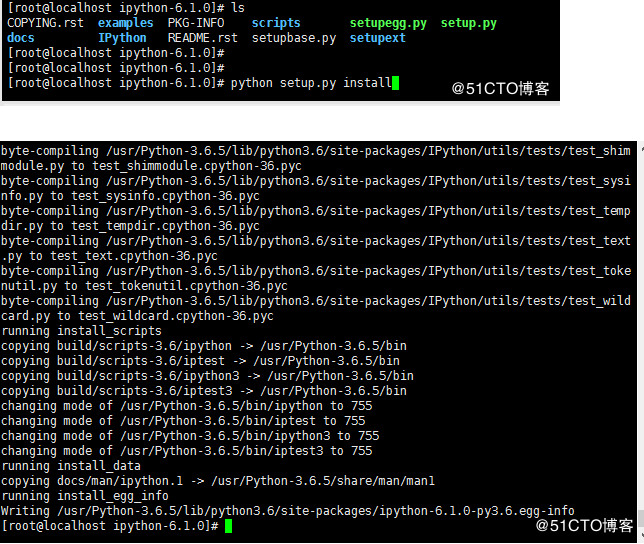 [root@localhost ipython-6.1.0]# ls
COPYING.rst examples PKG-INFO scripts setupegg.py setup.py
docs IPython README.rst setupbase.py setupext
[root@localhost ipython-6.1.0]#
[root@localhost ipython-6.1.0]#
[root@localhost ipython-6.1.0]# python setup.py install
@51CTO博客
byte-compiling /usr/Python-3.6.5/lib/python3.6/site-packages/IPython/utils/tests/test_shim
module.py to test_shimmodule.cpython-36.pyc
byte-compiling /usr/Python-3.6.5/lib/python3.6/site-packages/IPython/utils/tests/test_sysi
nfo.py to test_sysinfo.cpython-36.pyc
byte-compiling /usr/Python-3.6.5/lib/python3.6/site-packages/IPython/utils/tests/test_temp
dir.py to test_tempdir.cpython-36.pyc
byte-compiling /usr/Python-3.6.5/lib/python3.6/site-packages/IPython/utils/tests/test_text
.py to test_text.cpython-36.pyc
byte-compiling /usr/Python-3.6.5/lib/python3.6/site-packages/IPython/utils/tests/test_toke
nutil.py to test_tokenutil.cpython-36.pyc
byte-compiling /usr/Python-3.6.5/lib/python3.6/site-packages/IPython/utils/tests/test_wild
card.py to test_wildcard.cpython-36.pyc
running install_scripts
copying build/scripts-3.6/ipython -> /usr/Python-3.6.5/bin
copying build/scripts-3.6/iptest -> /usr/Python-3.6.5/bin
copying build/scripts-3.6/ipython3 -> /usr/Python-3.6.5/bin
copying build/scripts-3.6/iptest3 -> /usr/Python-3.6.5/bin
changing mode of /usr/Python-3.6.5/bin/ipython to 755
changing mode of /usr/Python-3.6.5/bin/iptest to 755
changing mode of /usr/Python-3.6.5/bin/ipython3 to 755
changing mode of /usr/Python-3.6.5/bin/iptest3 to 755
running install_data
copying docs/man/ipython.1 -> /usr/Python-3.6.5/share/man/man1
running install_egg_info
Writing /usr/Python-3.6.5/lib/python3.6/site-packages/ipython-6.1.0-py3.6.egg-info
[root@localhost ipython-6.1.0]#
@51CTO博客